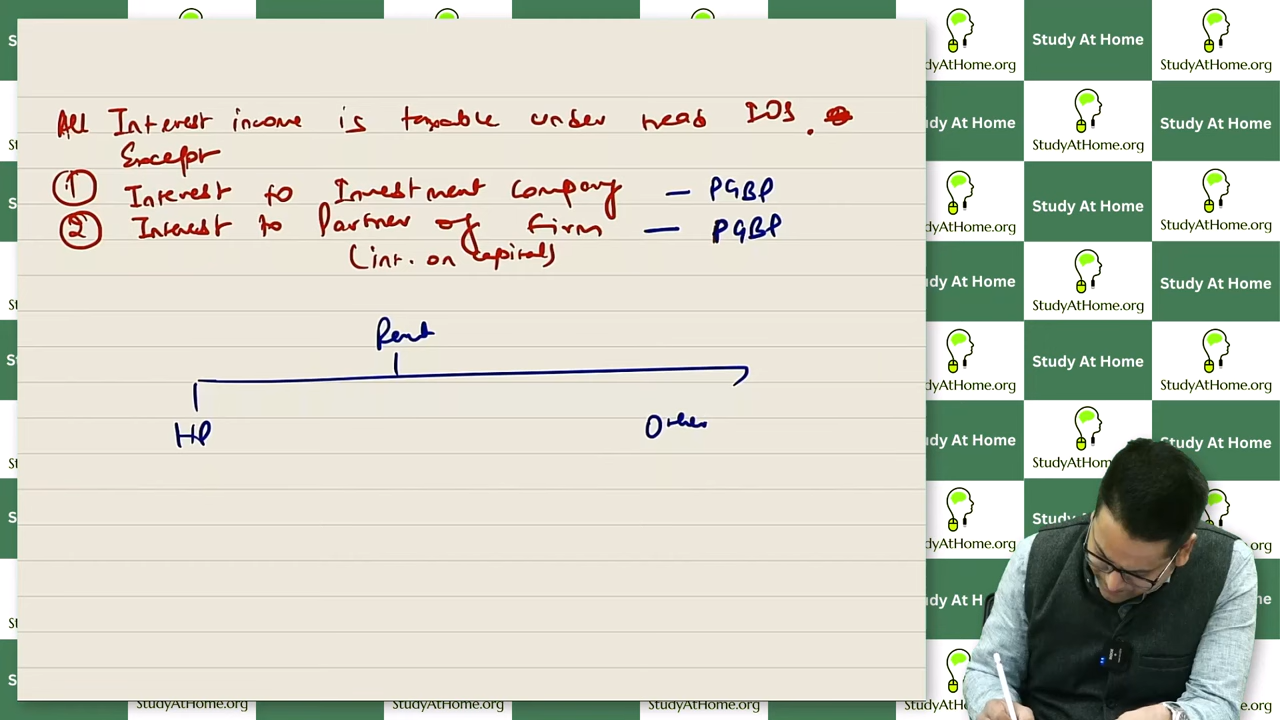 All Interest income is taxable under head IOS.
Except
① Interest to Investment Company — PGBP
② Interest to Partner of Firm — PGBP
(int. on capital)
Rent
HP
Other
Study At Home
StudyAtHome.org